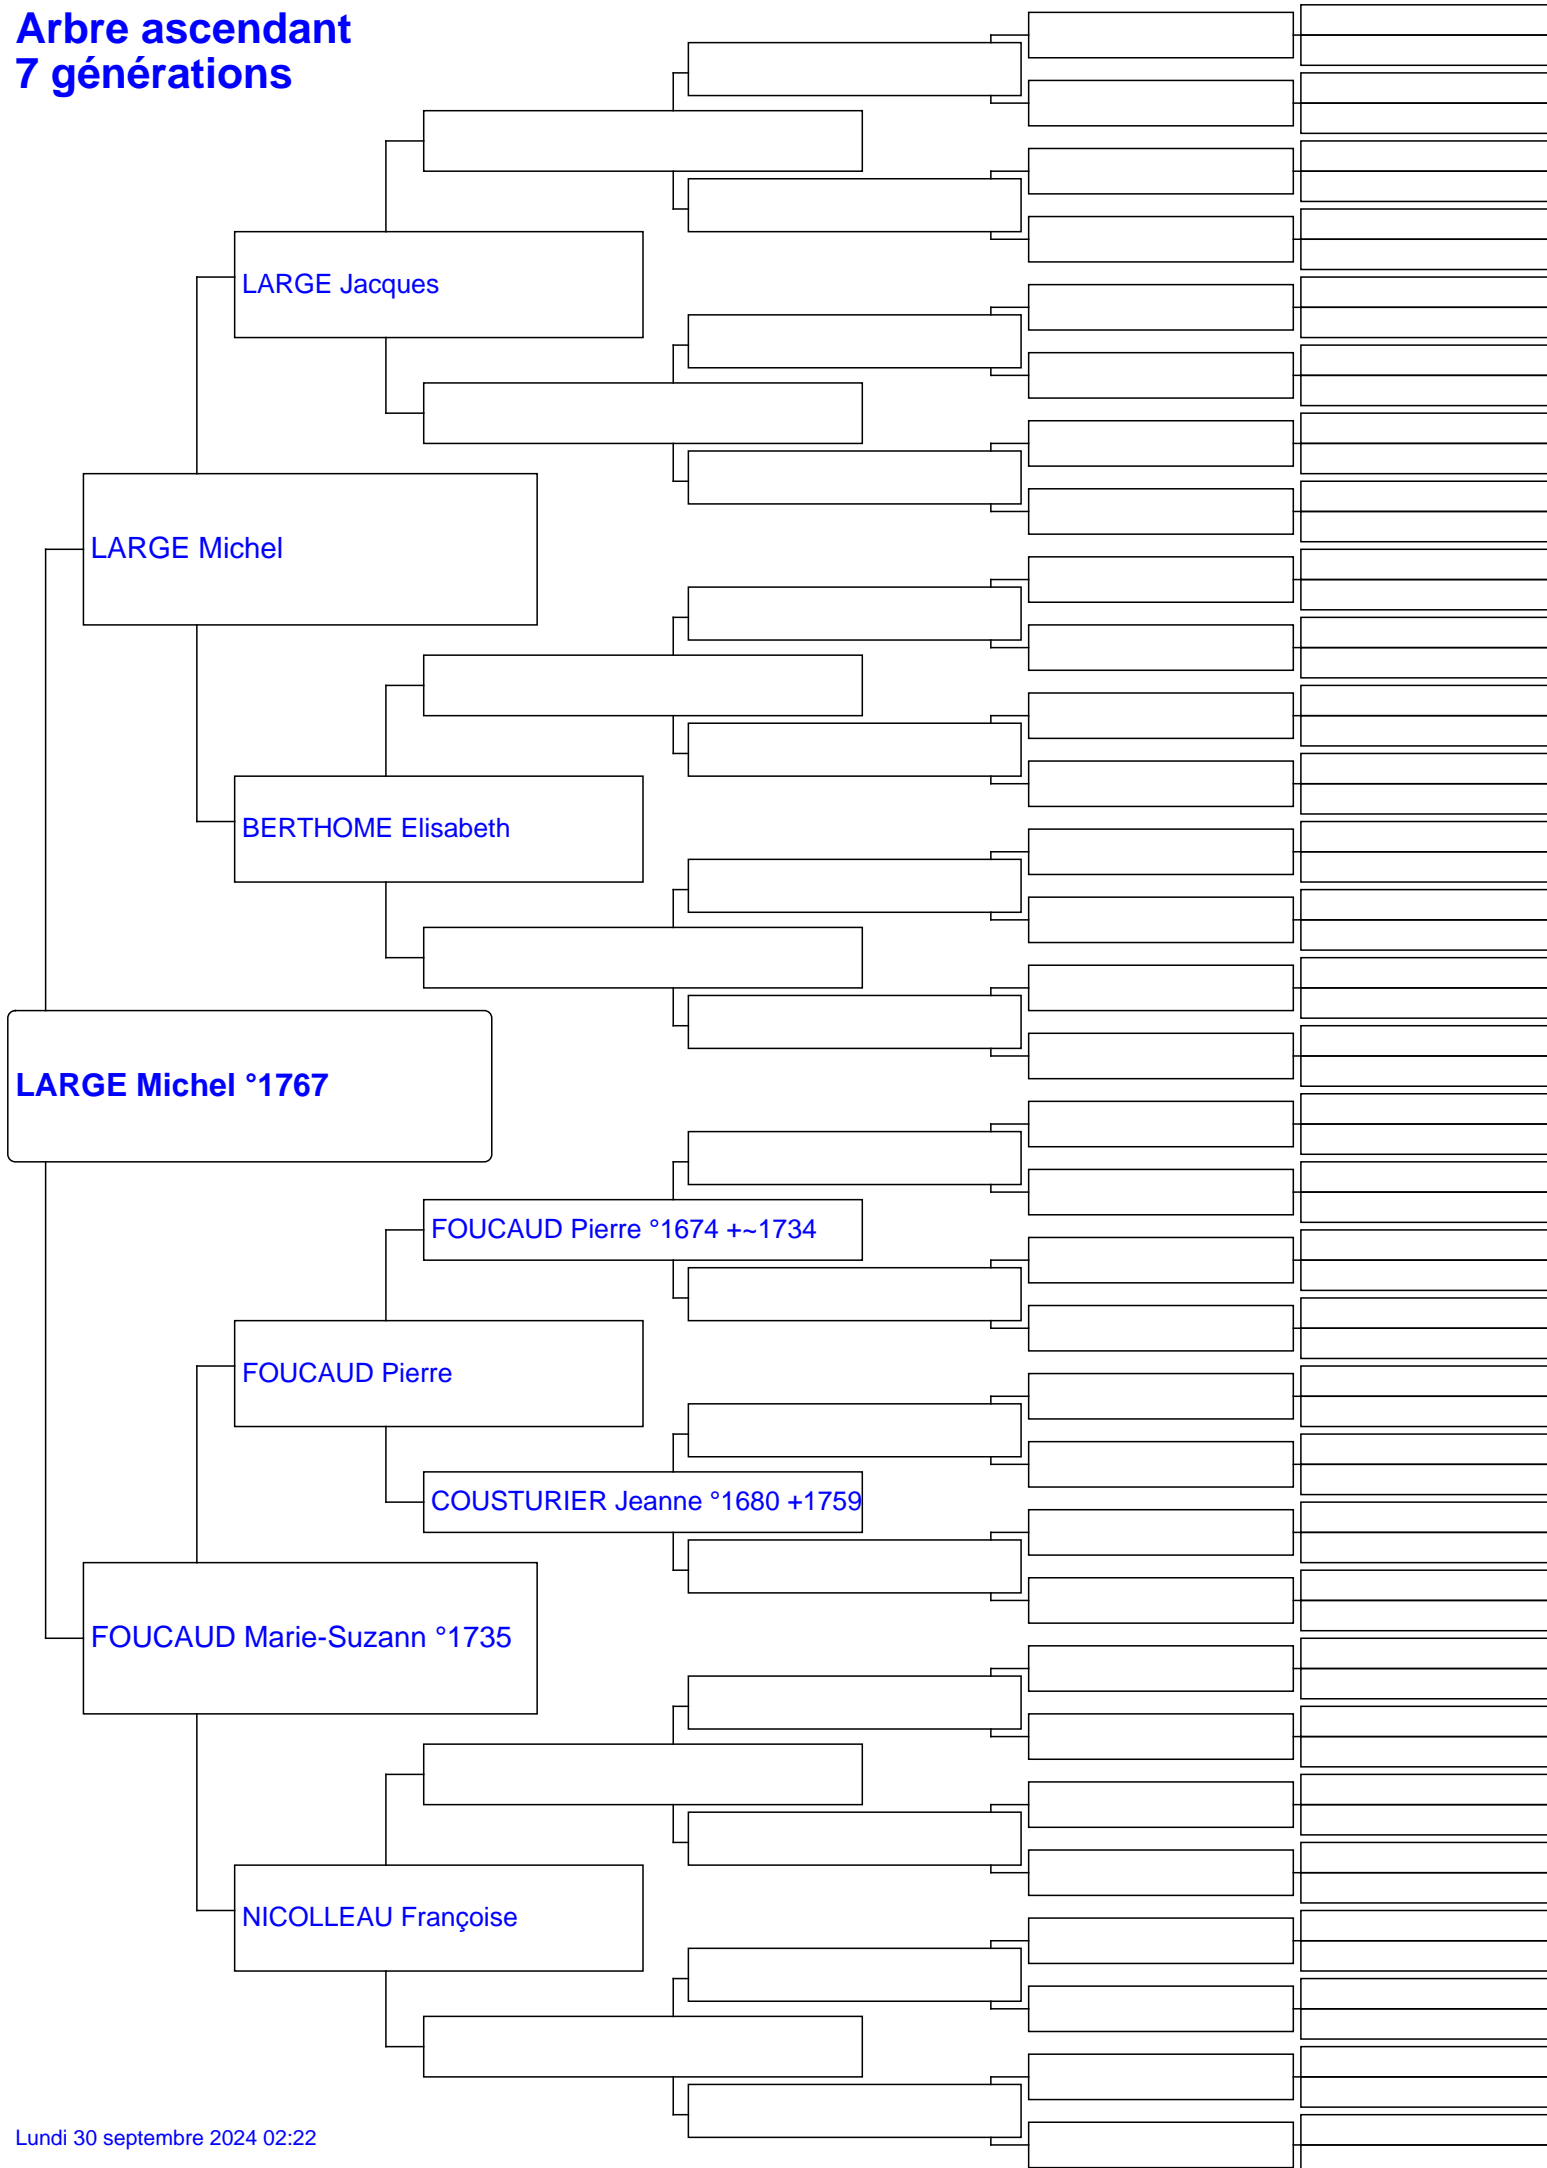 Arbre ascendant
7 générations
LARGE Jacques
LARGE Michel
BERTHOME Elisabeth
LARGE Michel °1767
FOUCAUD Pierre °1674 +~1734
FOUCAUD Pierre
COUSTURIER Jeanne °1680 +1759
FOUCAUD Marie-Suzann °1735
NICOLLEAU Françoise
Lundi 30 septembre 2024 02:22